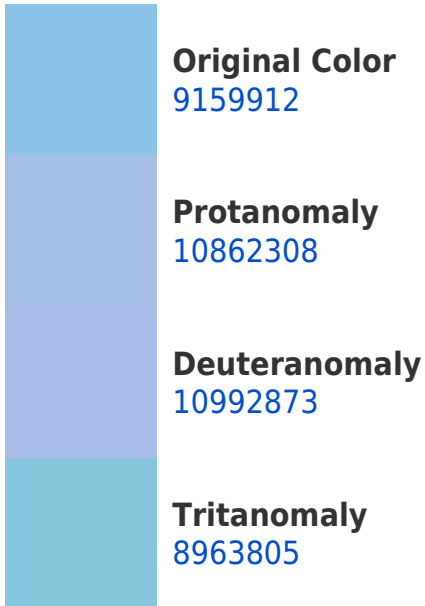 Original Color
9159912
Protanomaly
10862308
Deuteranomaly
10992873
Tritanomaly
8963805